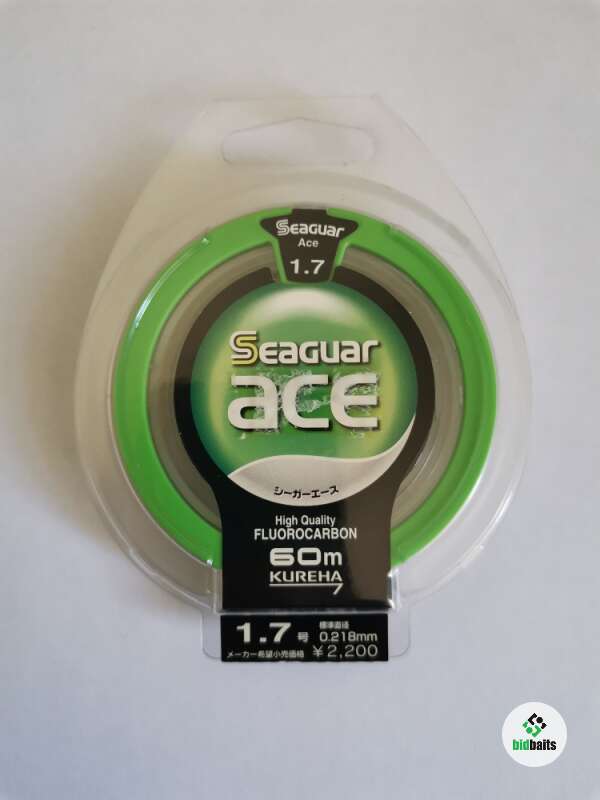 SEAGUAR
Ace
1.7
SEAGUAR
ace
シーガーエース
High Quality
FLUOROCARBON
60m
KUREHA
1.7号 標準直径 0.218mm
メーカー希望小売価格 ¥2,200
bidbaits